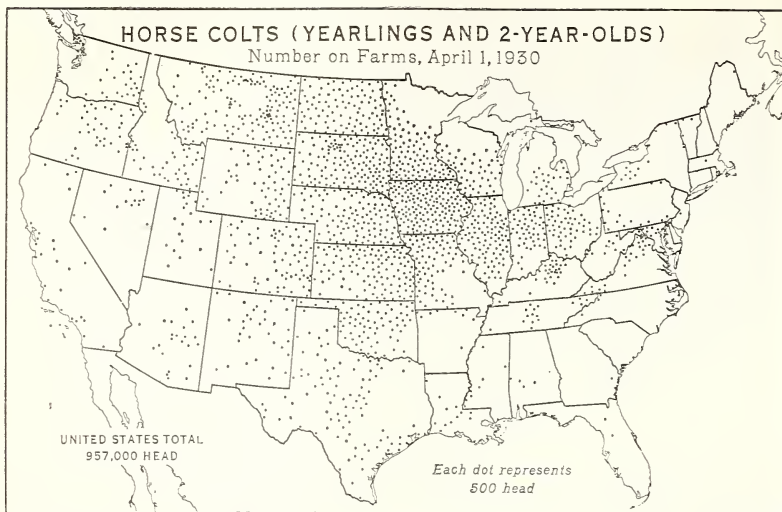 HORSE COLTS (YEARLINGS AND 2-YEAR-OLDS)
Number on Farms, April 1, 1930
UNITED STATES TOTAL
957,000 HEAD
Each dot represents
500 head